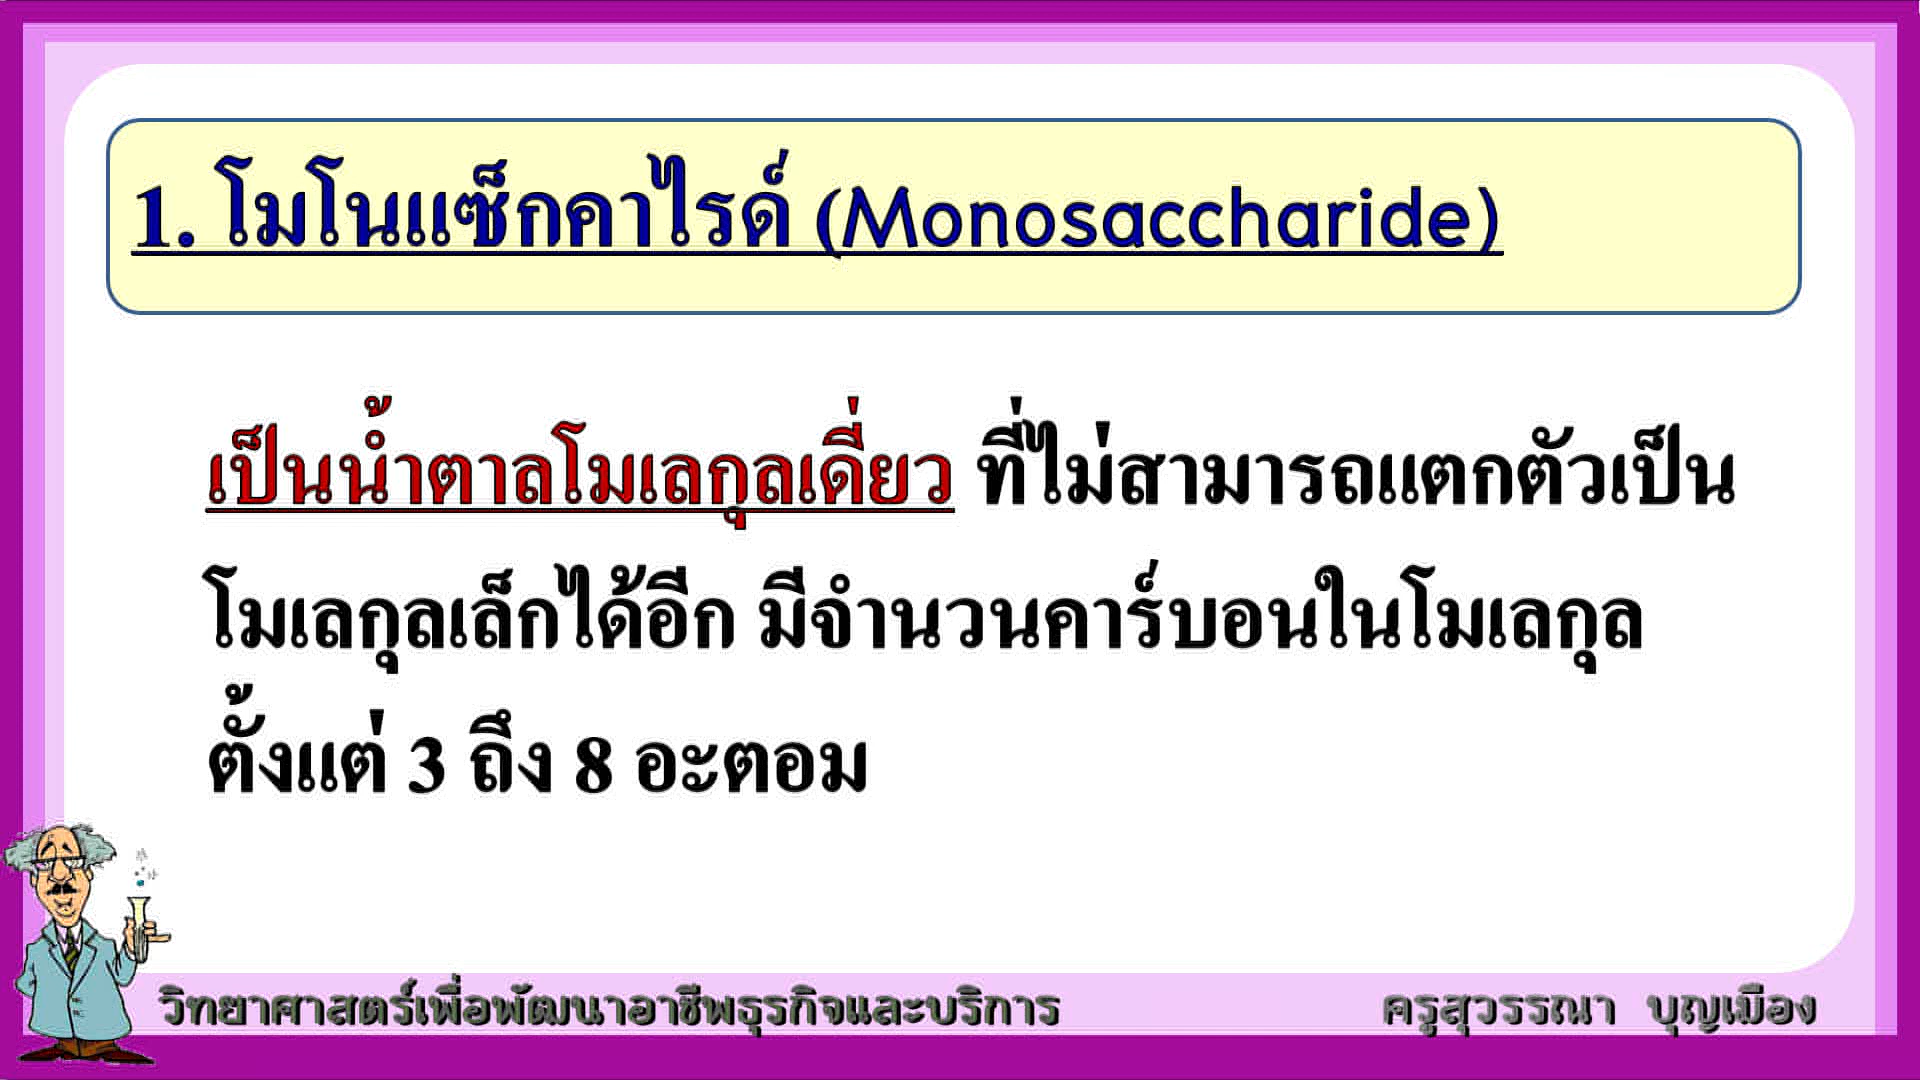 1. โมโนแซ็กคาไรด์ (Monosaccharide)
เป็นน้ำตาลโมเลกุลเดี่ยว ที่ไม่สามารถแตกตัวเป็น
โมเลกุลเล็กได้อีก มีจำนวนคาร์บอนในโมเลกุล
ตั้งแต่ 3 ถึง 8 อะตอม
วิทยาศาสตร์เพื่อพัฒนาอาชีพธุรกิจและบริการ ครูสุวรรณา บุญเมือง